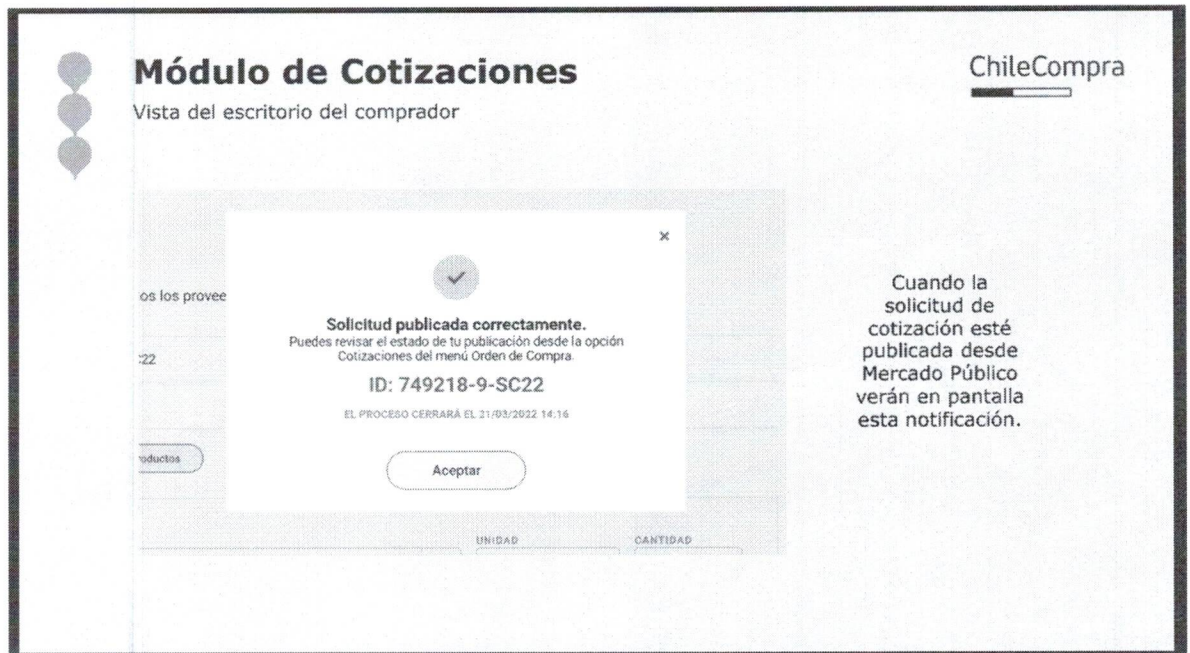 Módulo de Cotizaciones
ChileCompra
Vista del escritorio del comprador
×
os los provee
Solicitud publicada correctamente.
Puedes revisar el estado de tu publicación desde la opción
Cotizaciones del menú Orden de Compra.
:22
ID: 749218-9-SC22
EL PROCESO CERRARÁ EL 21/03/2022 14:16
oductos
Aceptar
UNIDAD
CANTIDAD
Cuando la
solicitud de
cotización esté
publicada desde
Mercado Público
verán en pantalla
esta notificación.